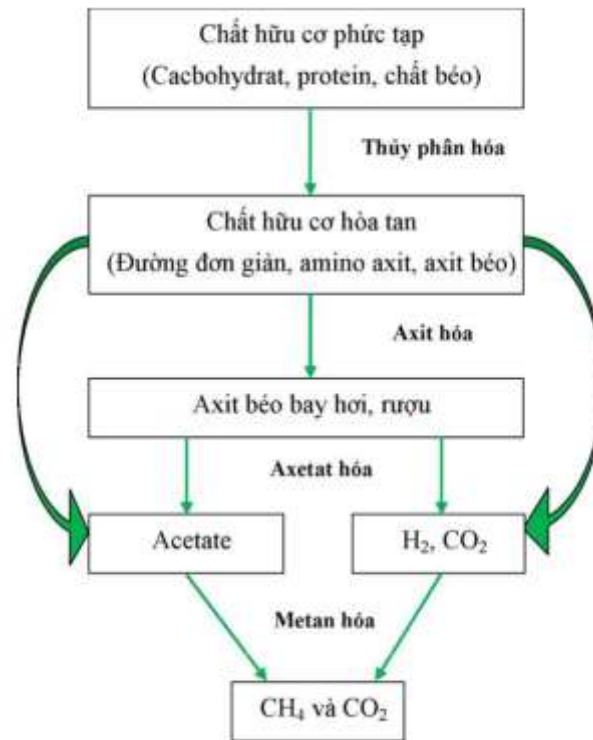 Chất hữu cơ phức tạp
(Cacbohydrat, protein, chất béo)
Thủy phân hóa
Chất hữu cơ hòa tan
(Đường đơn giản, amino axit, axit béo)
Axit hóa
Axit béo bay hơi, rượu
Axetat hóa
Acetate
H₂, CO₂
Metan hóa
CH₄ và CO₂